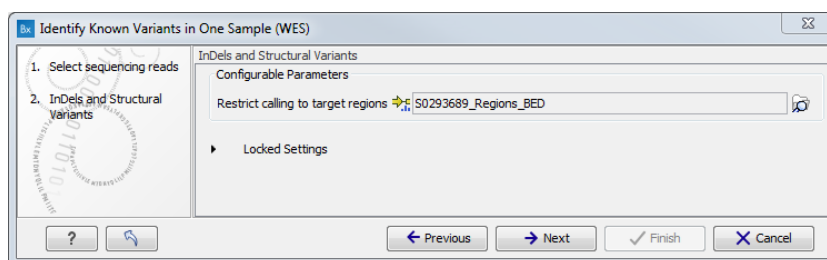 Bx Identify Known Variants in One Sample (WES)
1. Select sequencing reads
2. InDels and Structural
Variants
InDels and Structural Variants
Configurable Parameters
Restrict calling to target regions S0293689_Regions_BED
Locked Settings
? Previous Next Finish Cancel